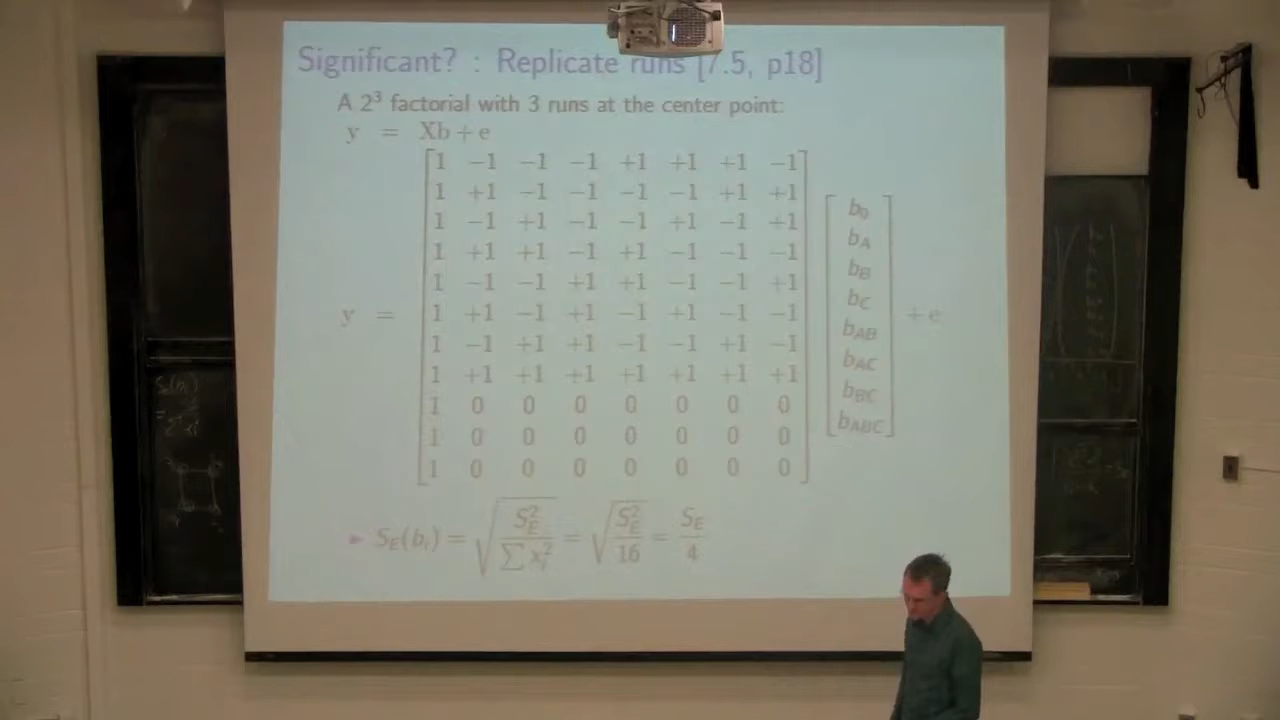 Significant? : Replicate runs [7.5, p18]
A 2³ factorial with 3 runs at the center point:
y = Xb + e
1 −1 −1 −1 +1 +1 +1 −1
1 +1 −1 −1 −1 −1 +1 +1
1 −1 +1 −1 −1 +1 −1 +1
1 +1 +1 −1 +1 −1 −1 −1
1 −1 −1 +1 +1 −1 −1 +1
1 +1 −1 +1 −1 +1 −1 −1
1 −1 +1 +1 −1 −1 +1 −1
1 +1 +1 +1 +1 +1 +1 +1
1 0 0 0 0 0 0 0
1 0 0 0 0 0 0 0
1 0 0 0 0 0 0 0
y =
b₀
b_A
b_B
b_C
b_AB
b_AC
b_BC
b_ABC
+ e
► S_E(b_i) = √(S_E² / ∑ x_i²) = √(S_E² / 16) = S_E / 4